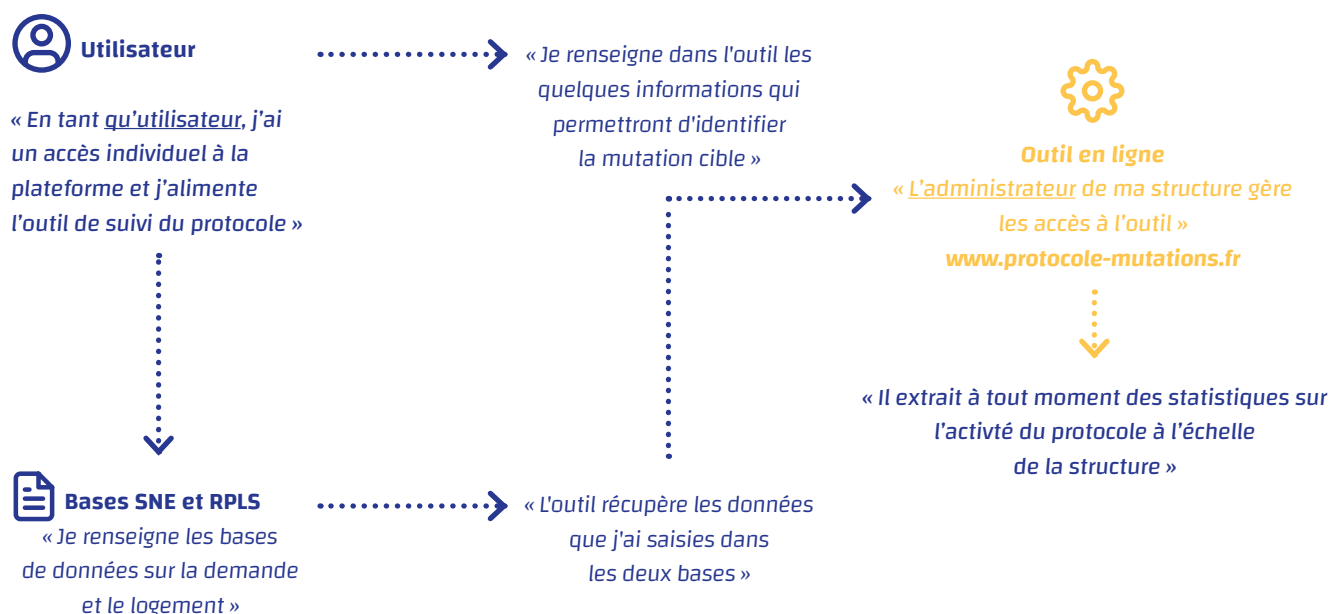 Utilisateur
« En tant qu’utilisateur, j’ai
un accès individuel à la
plateforme et j’alimente
l’outil de suivi du protocole »
« Je renseigne dans l'outil les
quelques informations qui
permettront d'identifier
la mutation cible »
Outil en ligne
« L’administrateur de ma structure gère
les accès à l’outil »
www.protocole-mutations.fr
« Il extrait à tout moment des statistiques sur
l’activté du protocole à l’échelle
de la structure »
Bases SNE et RPLS
« Je renseigne les bases
de données sur la demande
et le logement »
« L'outil récupère les données
que j'ai saisies dans
les deux bases »